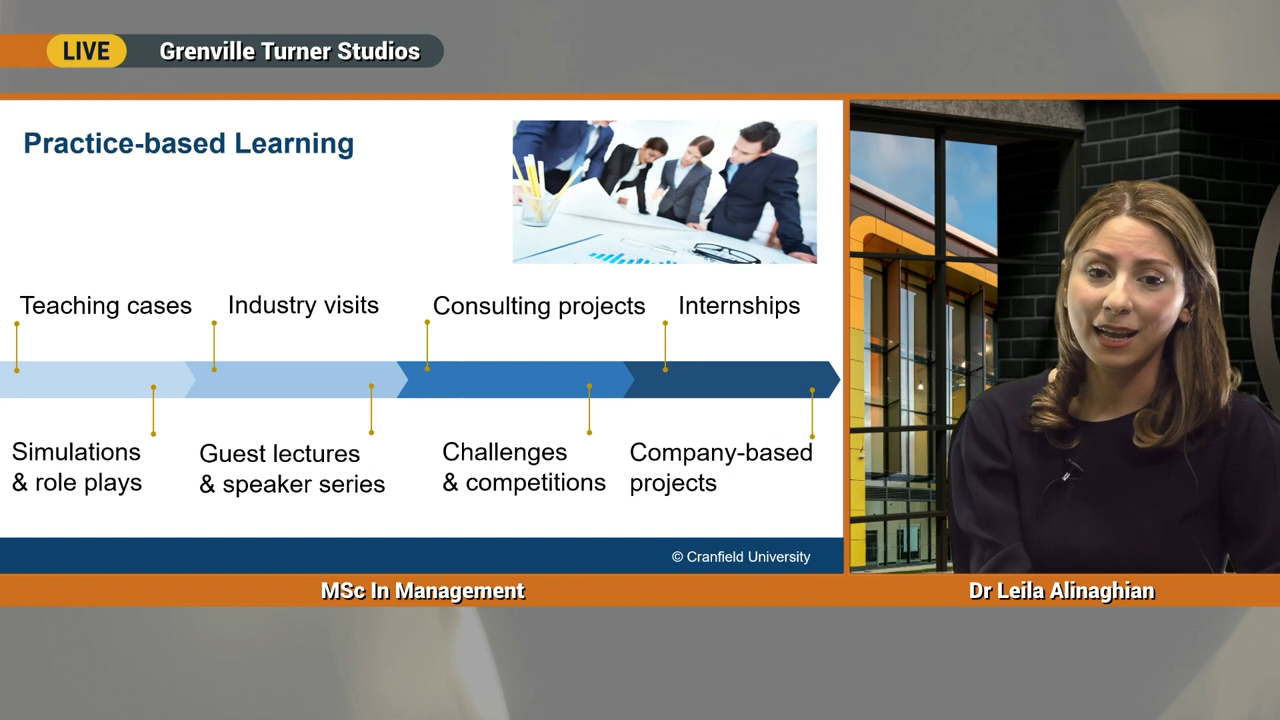 LIVE
Grenville Turner Studios
Practice-based Learning
Teaching cases
Industry visits
Consulting projects
Internships
Simulations
& role plays
Guest lectures
& speaker series
Challenges
& competitions
Company-based
projects
© Cranfield University
MSc In Management
Dr Leila Alinaghian